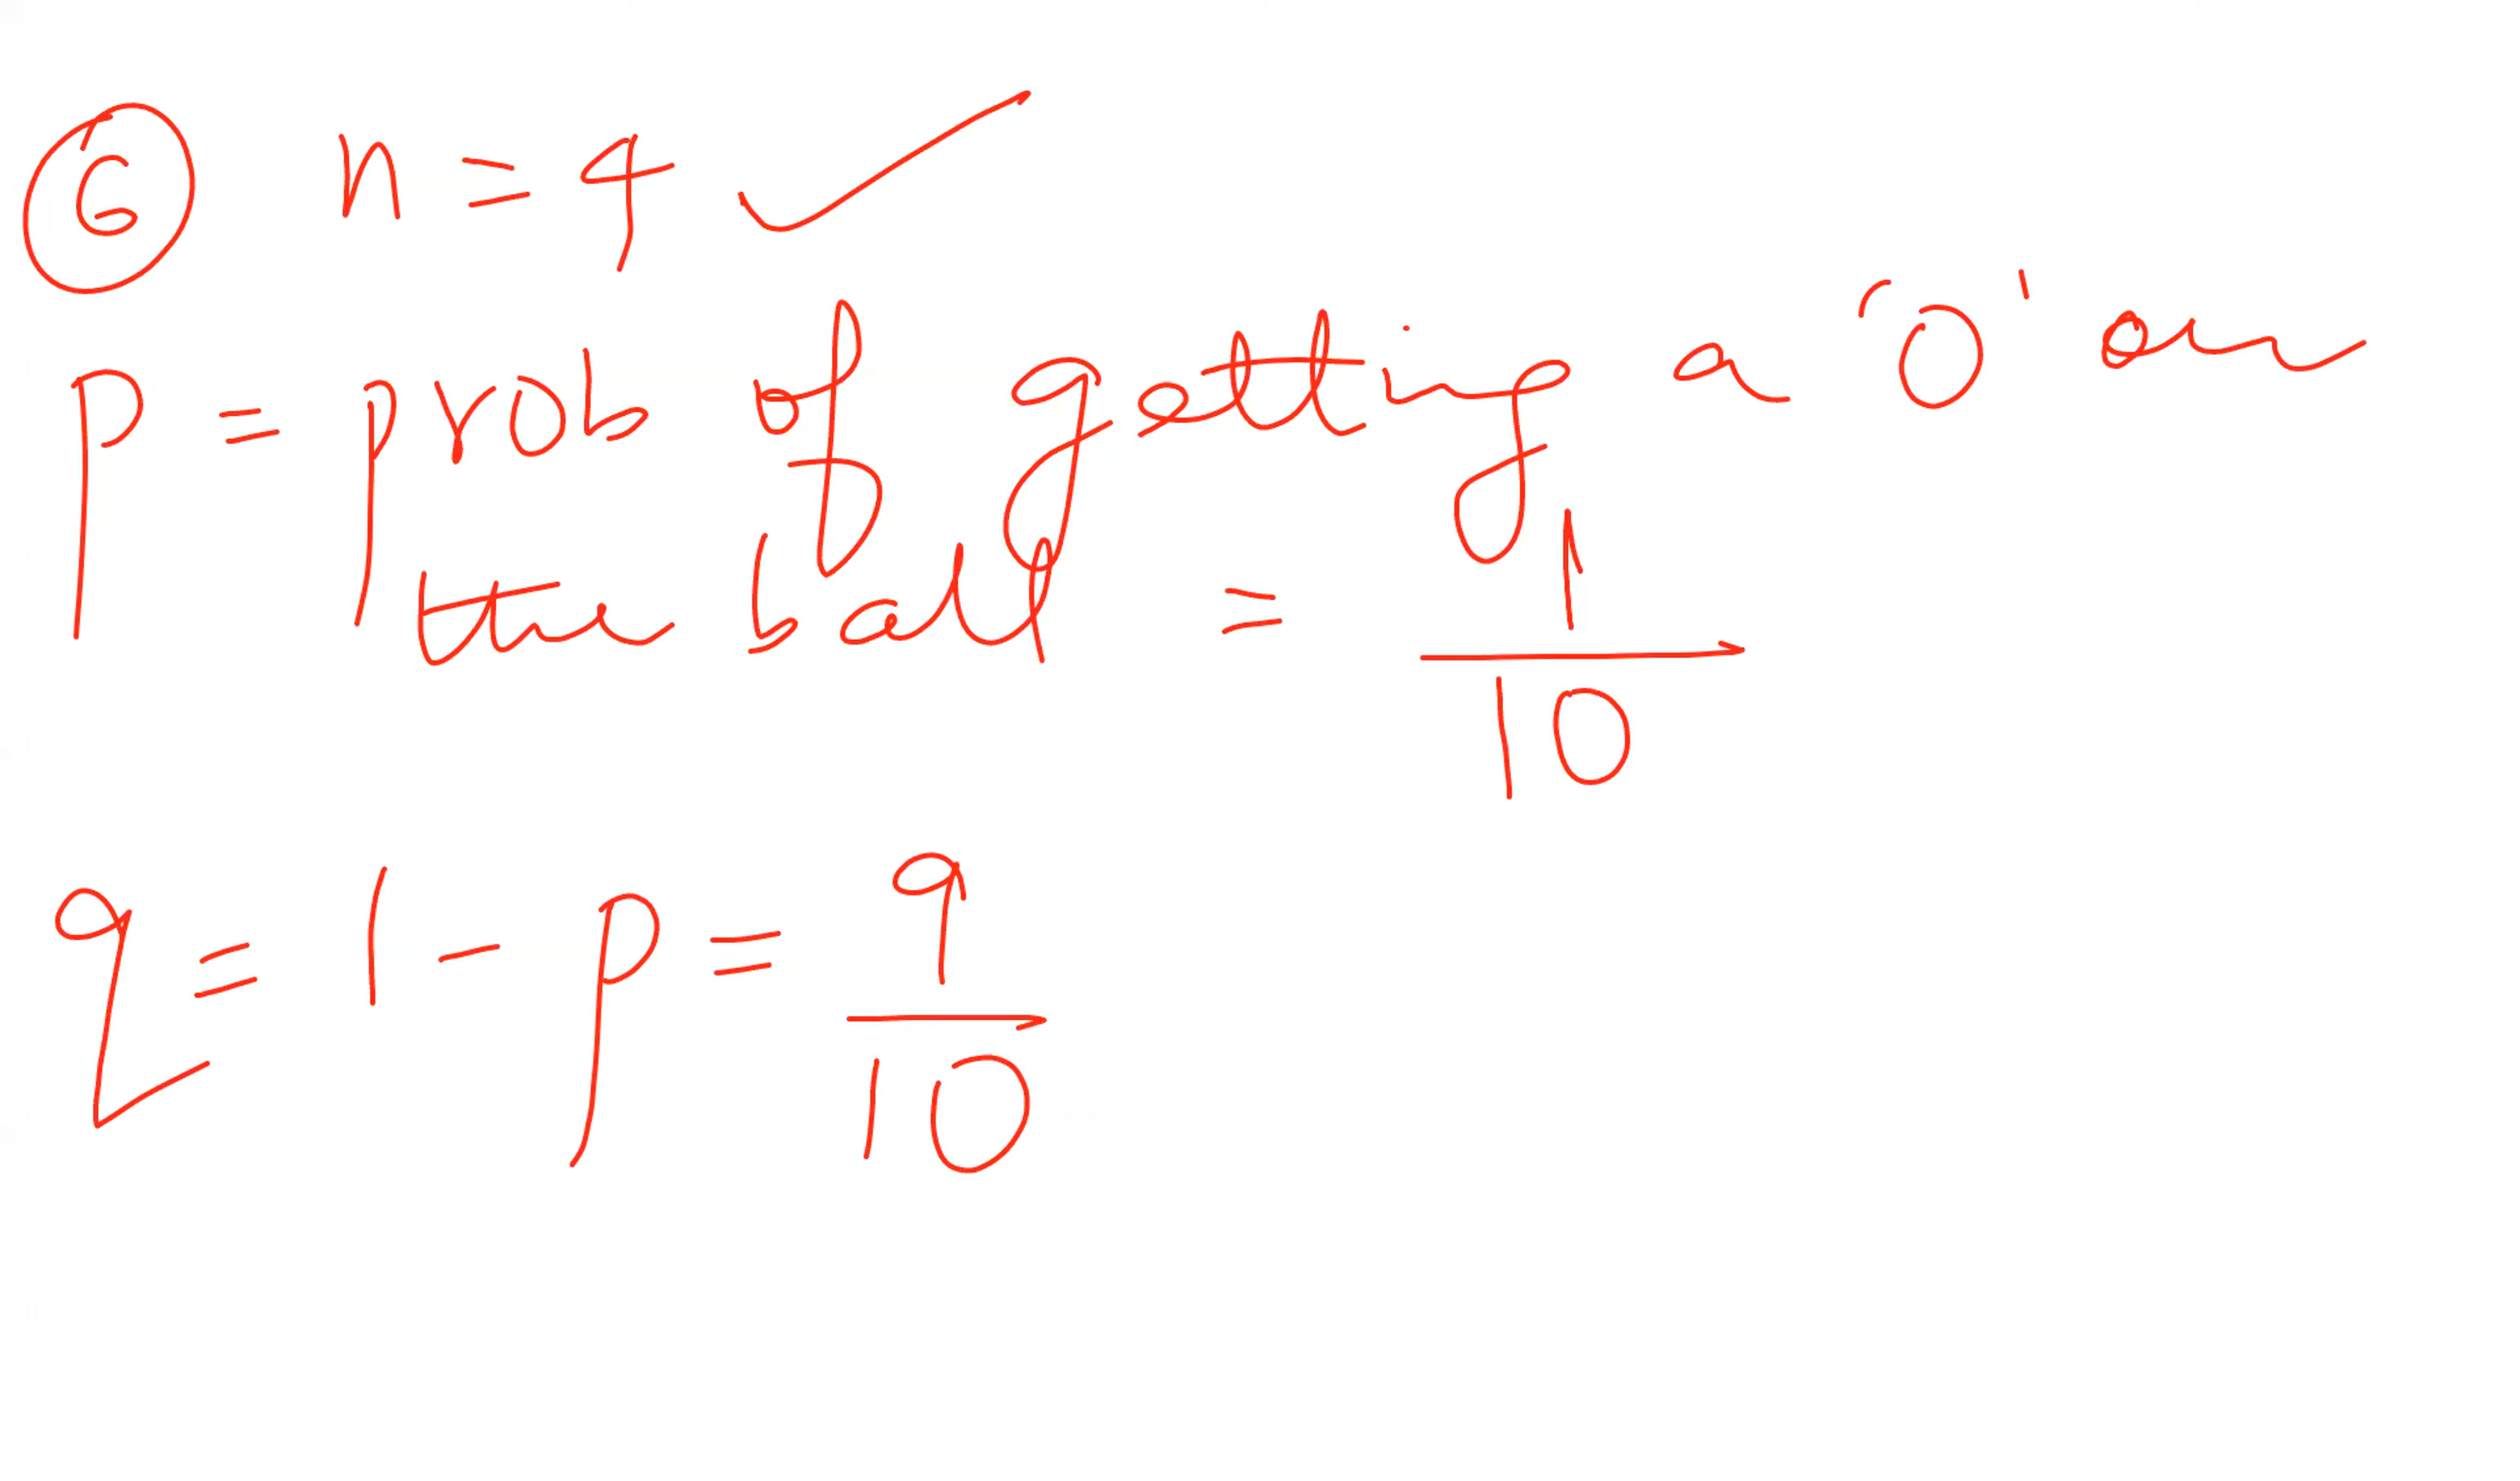 6 n = 4 ✓
p = prob of getting a '0' on
the ball = 1/10
q = 1 - p = 9/10